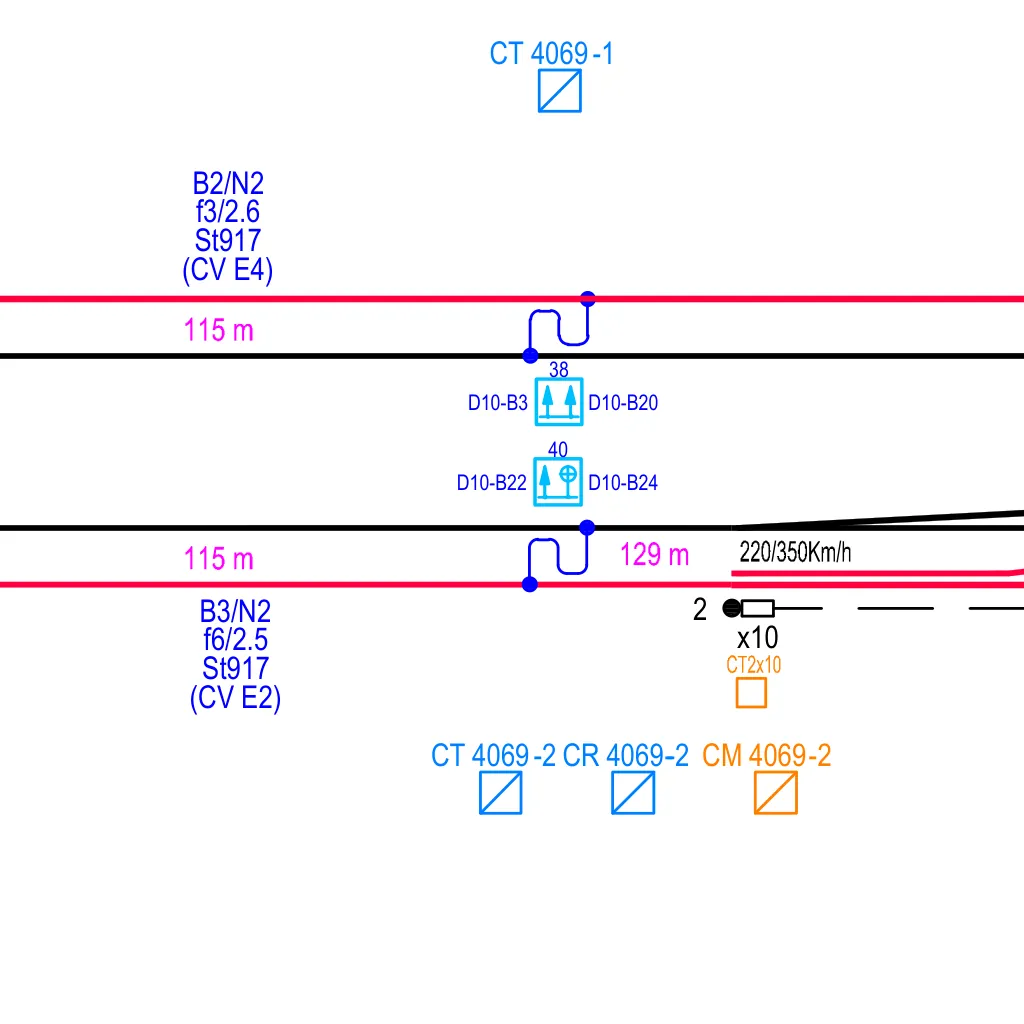 CT 4069-1
B2/N2
f3/2.6
St917
(CV E4)
115 m
38
D10-B3 D10-B20
40
D10-B22 D10-B24
115 m 129 m 220/350Km/h
B3/N2
f6/2.5
St917
(CV E2)
2
x10
CT2x10
CT 4069-2 CR 4069-2 CM 4069-2